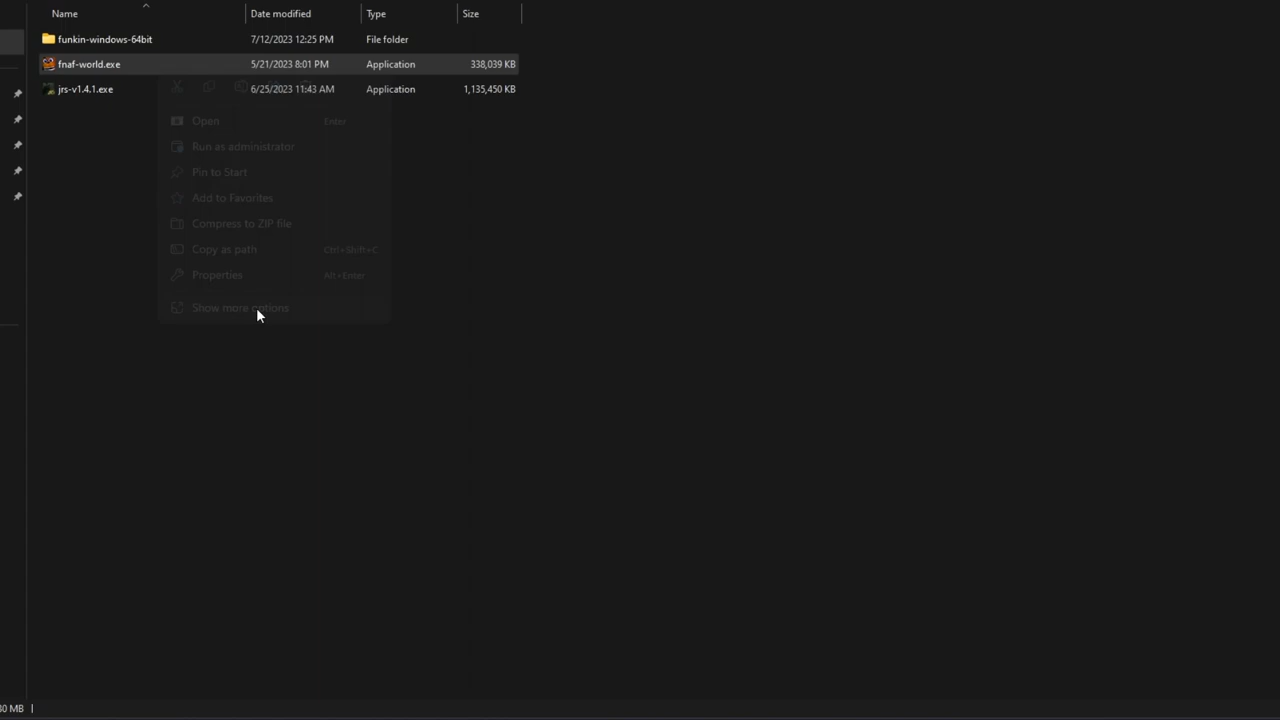 Name Date modified Type Size
funkin-windows-64bit 7/12/2023 12:25 PM File folder
fnaf-world.exe 5/21/2023 8:01 PM Application 338,039 KB
jrs-v1.4.1.exe 6/25/2023 11:43 AM Application 1,135,450 KB
Open Enter
Run as administrator
Pin to Start
Add to Favorites
Compress to ZIP file
Copy as path Ctrl+Shift+C
Properties Alt+Enter
Show more options
MB